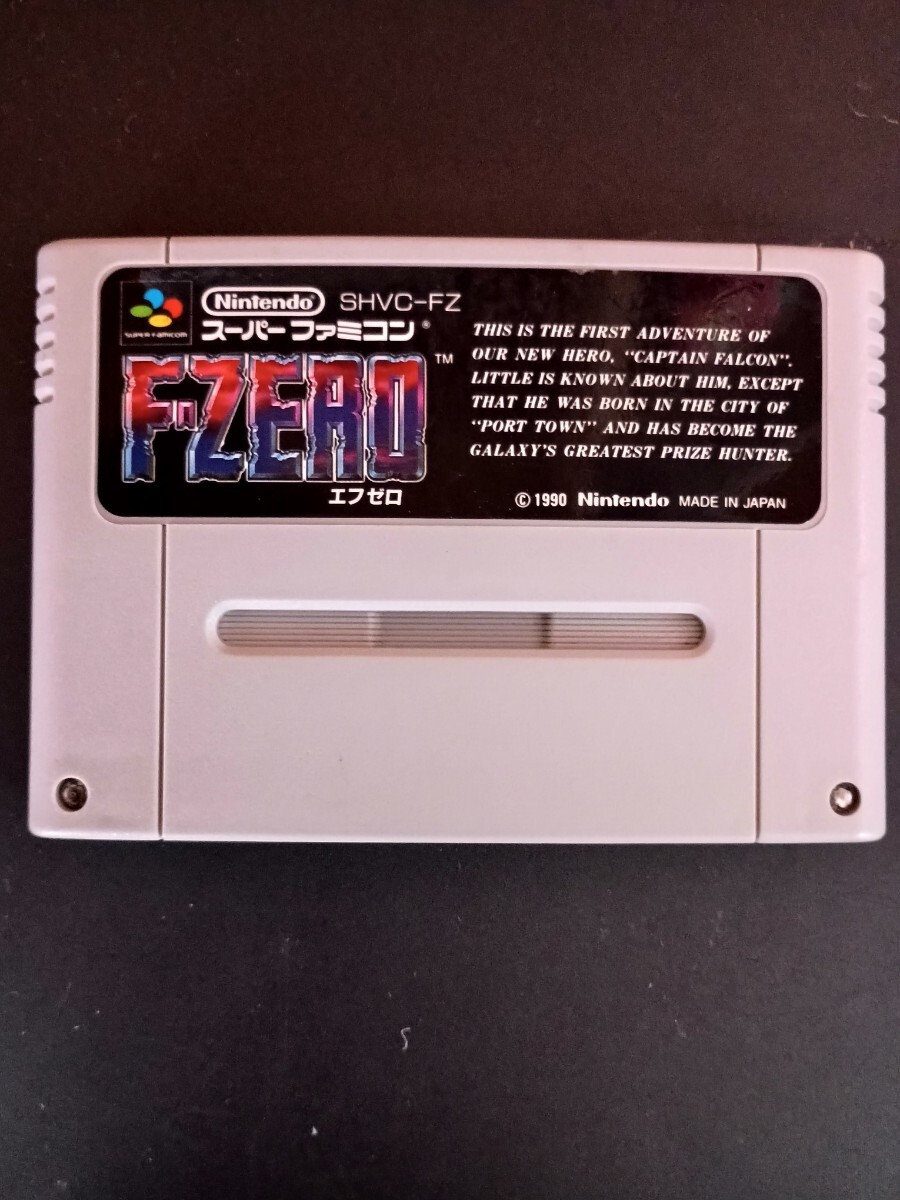 SUPER FAMICOM
Nintendo® SHVC-FZ
スーパーファミコン®
F-ZERO™
エフゼロ
THIS IS THE FIRST ADVENTURE OF
OUR NEW HERO, "CAPTAIN FALCON".
LITTLE IS KNOWN ABOUT HIM, EXCEPT
THAT HE WAS BORN IN THE CITY OF
"PORT TOWN" AND HAS BECOME THE
GALAXY'S GREATEST PRIZE HUNTER.
© 1990 Nintendo MADE IN JAPAN